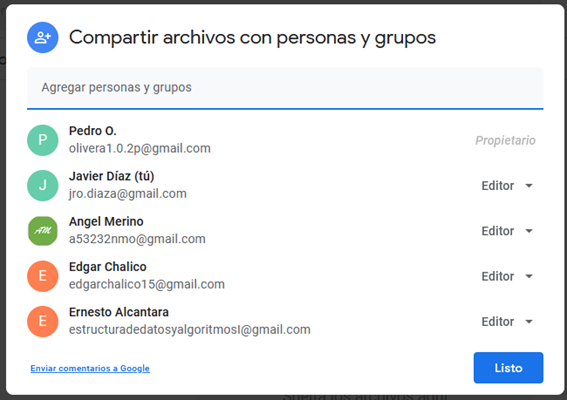 Compartir archivos con personas y grupos
Agregar personas y grupos
P
Pedro O.
olivera1.0.2p@gmail.com
Propietario
J
Javier Díaz (tú)
jro.diaza@gmail.com
Editor
AM
Angel Merino
a53232nmo@gmail.com
Editor
E
Edgar Chalico
edgarchalico15@gmail.com
Editor
E
Ernesto Alcantara
estructuradedatosyalgoritmosI@gmail.com
Editor
Enviar comentarios a Google
Listo